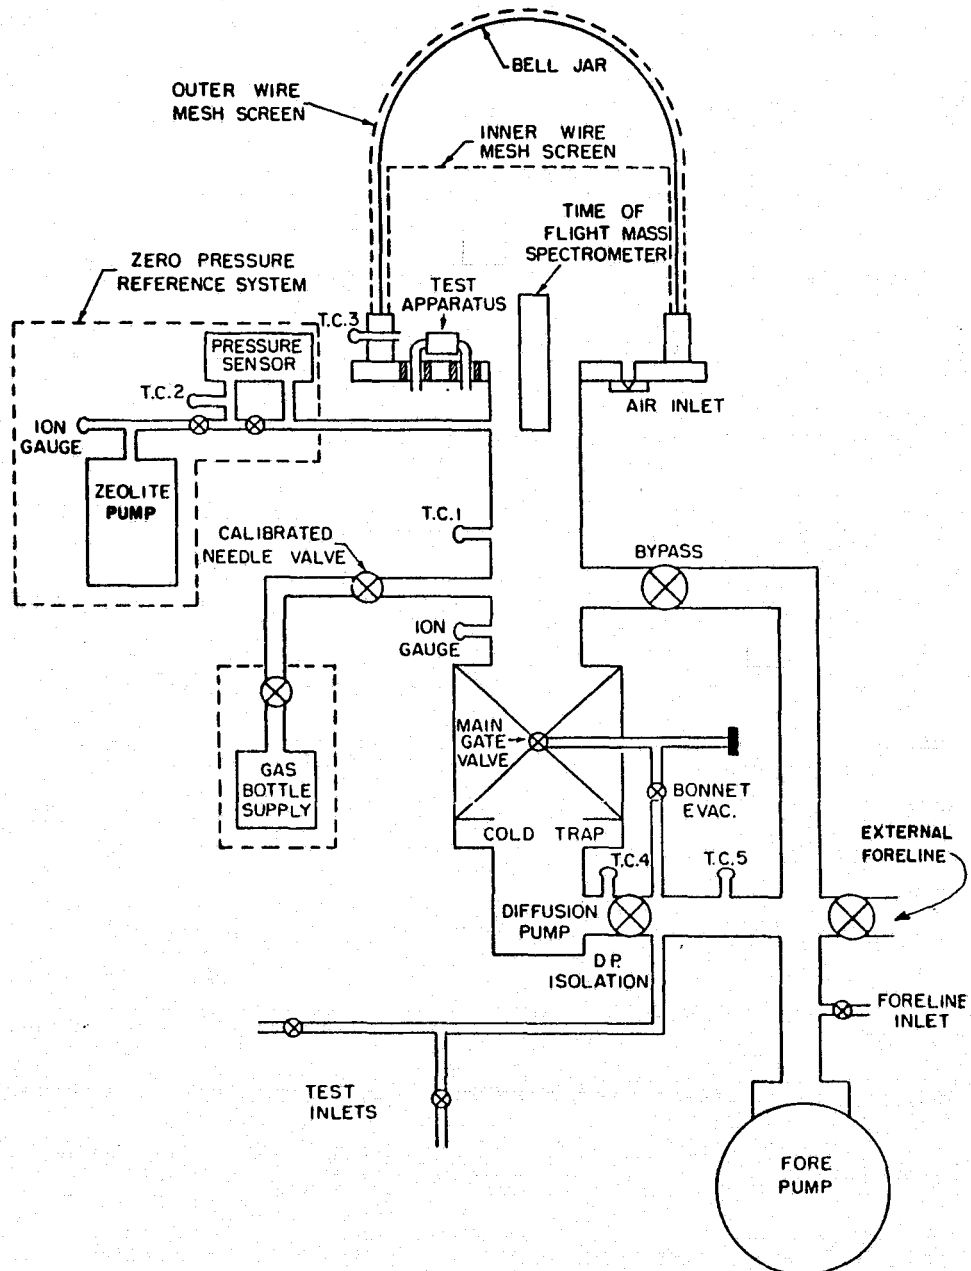 BELL JAR
OUTER WIRE
MESH SCREEN
INNER WIRE
MESH SCREEN
TIME OF
FLIGHT MASS
SPECTROMETER
ZERO PRESSURE
REFERENCE SYSTEM
TEST
APPARATUS
T.C.3
PRESSURE
SENSOR
T.C.2
AIR INLET
ION
GAUGE
ZEOLITE
PUMP
T.C.1
CALIBRATED
NEEDLE VALVE
BYPASS
ION
GAUGE
MAIN
GATE
VALVE
GAS
BOTTLE
SUPPLY
BONNET
EVAC.
COLD TRAP
EXTERNAL
FORELINE
T.C.4
T.C.5
DIFFUSION
PUMP
D.P.
ISOLATION
FORELINE
INLET
TEST
INLETS
FORE
PUMP